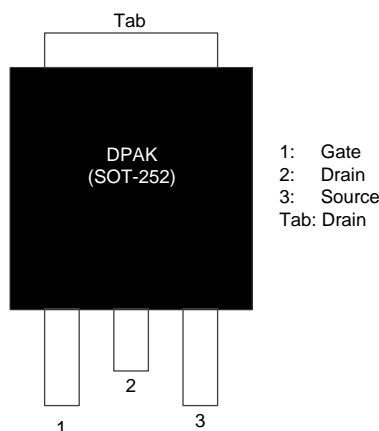 Tab
DPAK
(SOT-252)
1: Gate
2: Drain
3: Source
Tab: Drain
2
1
3